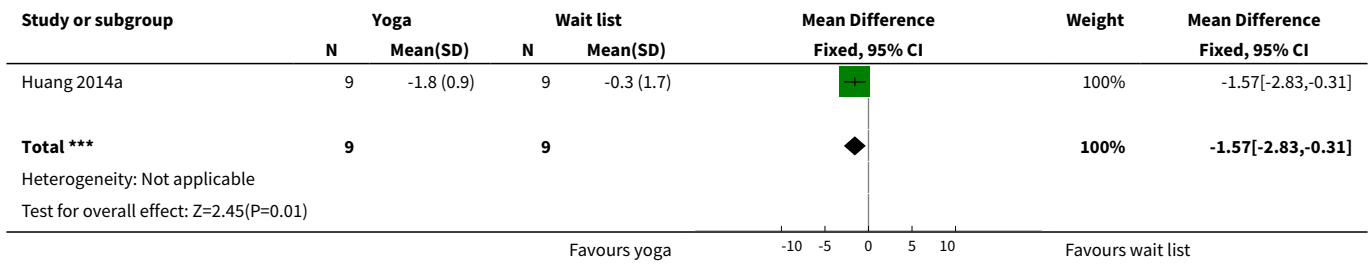 Study or subgroup Yoga Wait list Mean Difference Weight Mean Difference
N Mean(SD) N Mean(SD) Fixed, 95% CI Fixed, 95% CI
Huang 2014a 9 -1.8 (0.9) 9 -0.3 (1.7) 100% -1.57[-2.83,-0.31]
Total *** 9 9 100% -1.57[-2.83,-0.31]
Heterogeneity: Not applicable
Test for overall effect: Z=2.45(P=0.01)
Favours yoga -10 -5 0 5 10 Favours wait list